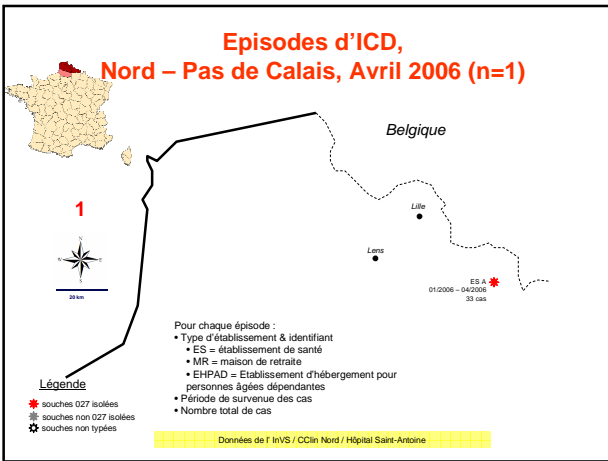 Episodes d'ICD,
Nord – Pas de Calais, Avril 2006 (n=1)
Belgique
Lille
1
Lens
N
W
E
S
20 km
ES A
01/2006 – 04/2006
33 cas
Pour chaque épisode :
• Type d'établissement & identifiant
• ES = établissement de santé
• MR = maison de retraite
• EHPAD = Etablissement d'hébergement pour
personnes âgées dépendantes
• Période de survenue des cas
• Nombre total de cas
Légende
souches 027 isolées
souches non 027 isolées
souches non typées
Données de l' InVS / CClin Nord / Hôpital Saint-Antoine